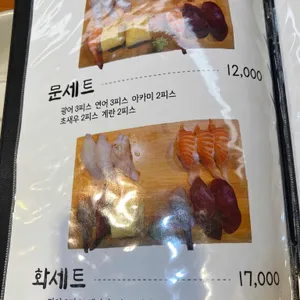 문세트 12,000
광어 3피스 연어 3피스 아카미 2피스
초새우 2피스 계란 2피스
화세트 17,000